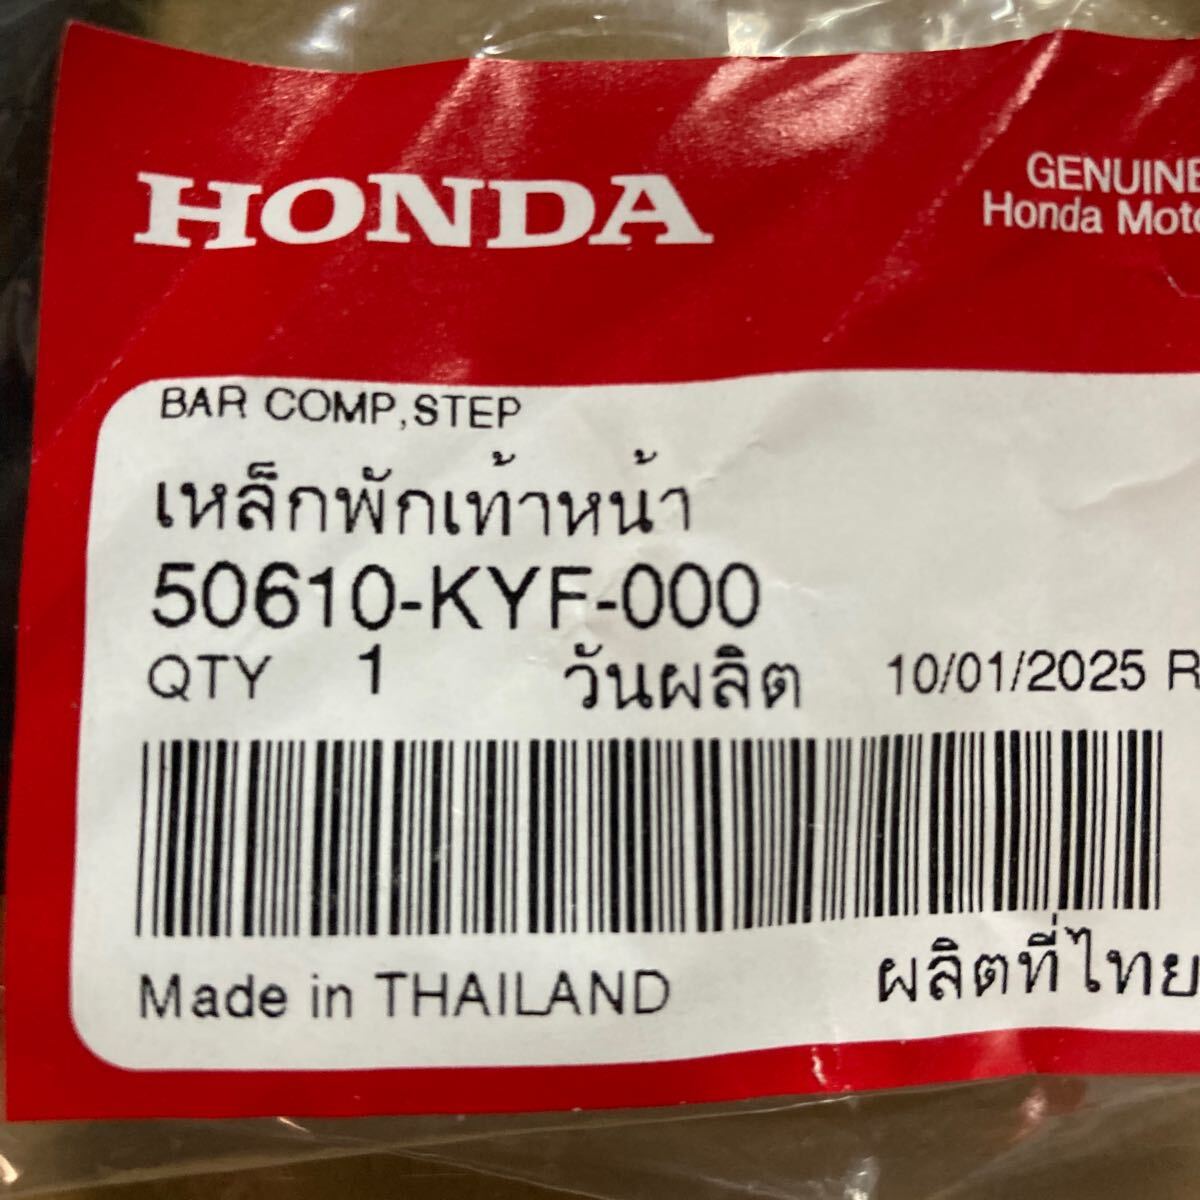 HONDA
GENUINE
Honda Moto
BAR COMP,STEP
เหล็กพักเท้าหน้า
50610-KYF-000
QTY 1 วันผลิต 10/01/2025 R
Made in THAILAND ผลิตที่ไทย